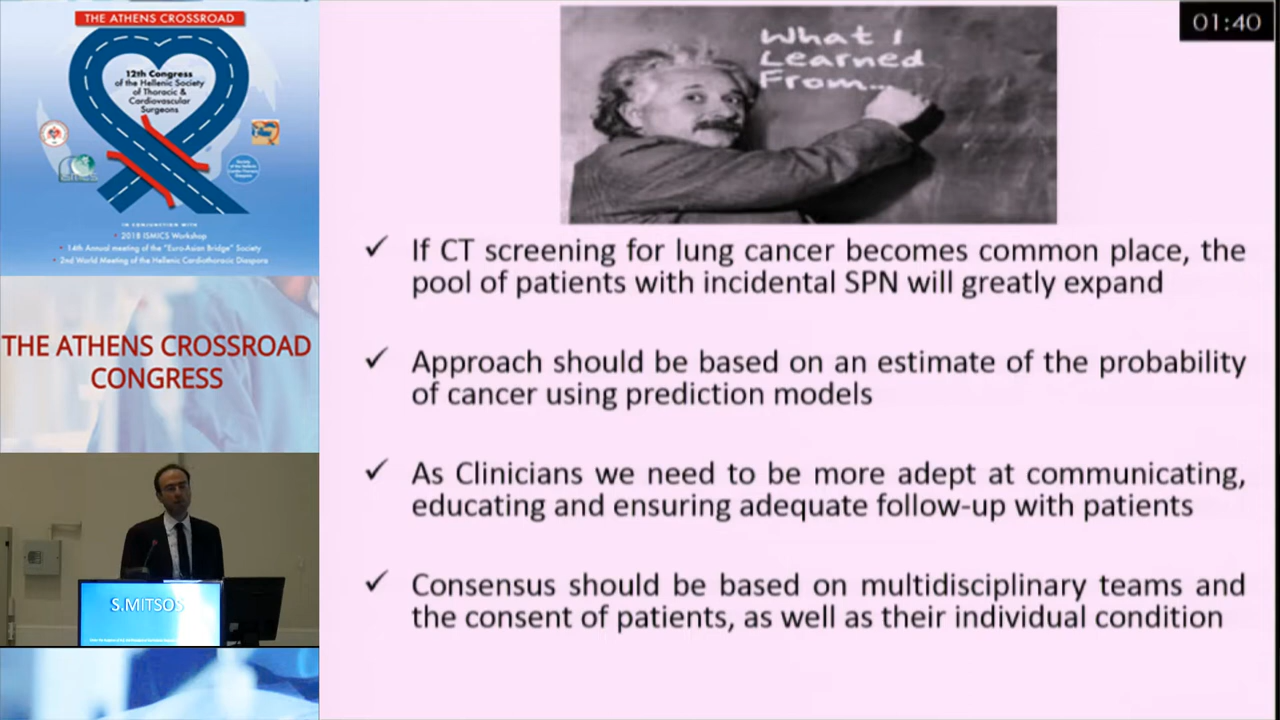 THE ATHENS CROSSROAD
12th Congress
of the Hellenic Society
of Thoracic &
Cardiovascular
Surgeons
IN CONJUNCTION WITH
• 2018 ISMICS Workshop
• 14th Annual meeting of the "Euro-Asian Bridge" Society
• 2nd World Meeting of the Hellenic Cardiothoracic Diaspora
THE ATHENS CROSSROAD
CONGRESS
S.MITSOS
01:40
What I
Learned
From...
✓ If CT screening for lung cancer becomes common place, the
pool of patients with incidental SPN will greatly expand
✓ Approach should be based on an estimate of the probability
of cancer using prediction models
✓ As Clinicians we need to be more adept at communicating,
educating and ensuring adequate follow-up with patients
✓ Consensus should be based on multidisciplinary teams and
the consent of patients, as well as their individual condition